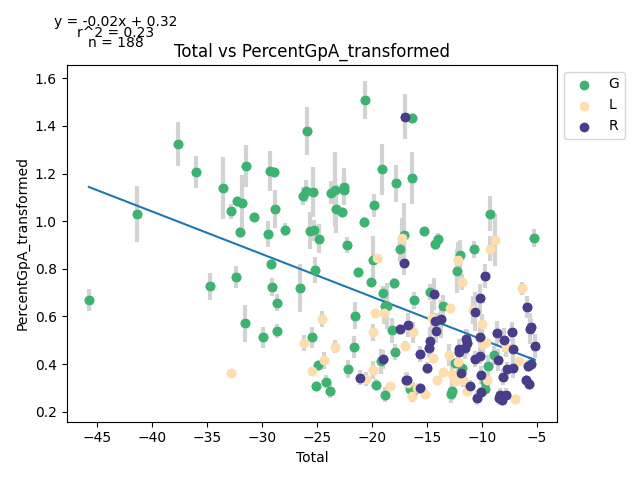 y = -0.02x + 0.32
r^2 = 0.23
n = 188
Total vs PercentGpA_transformed
1.6
1.4
1.2
1.0
0.8
0.6
0.4
0.2
PercentGpA_transformed
−45
−40
−35
−30
−25
−20
−15
−10
−5
Total
G
L
R